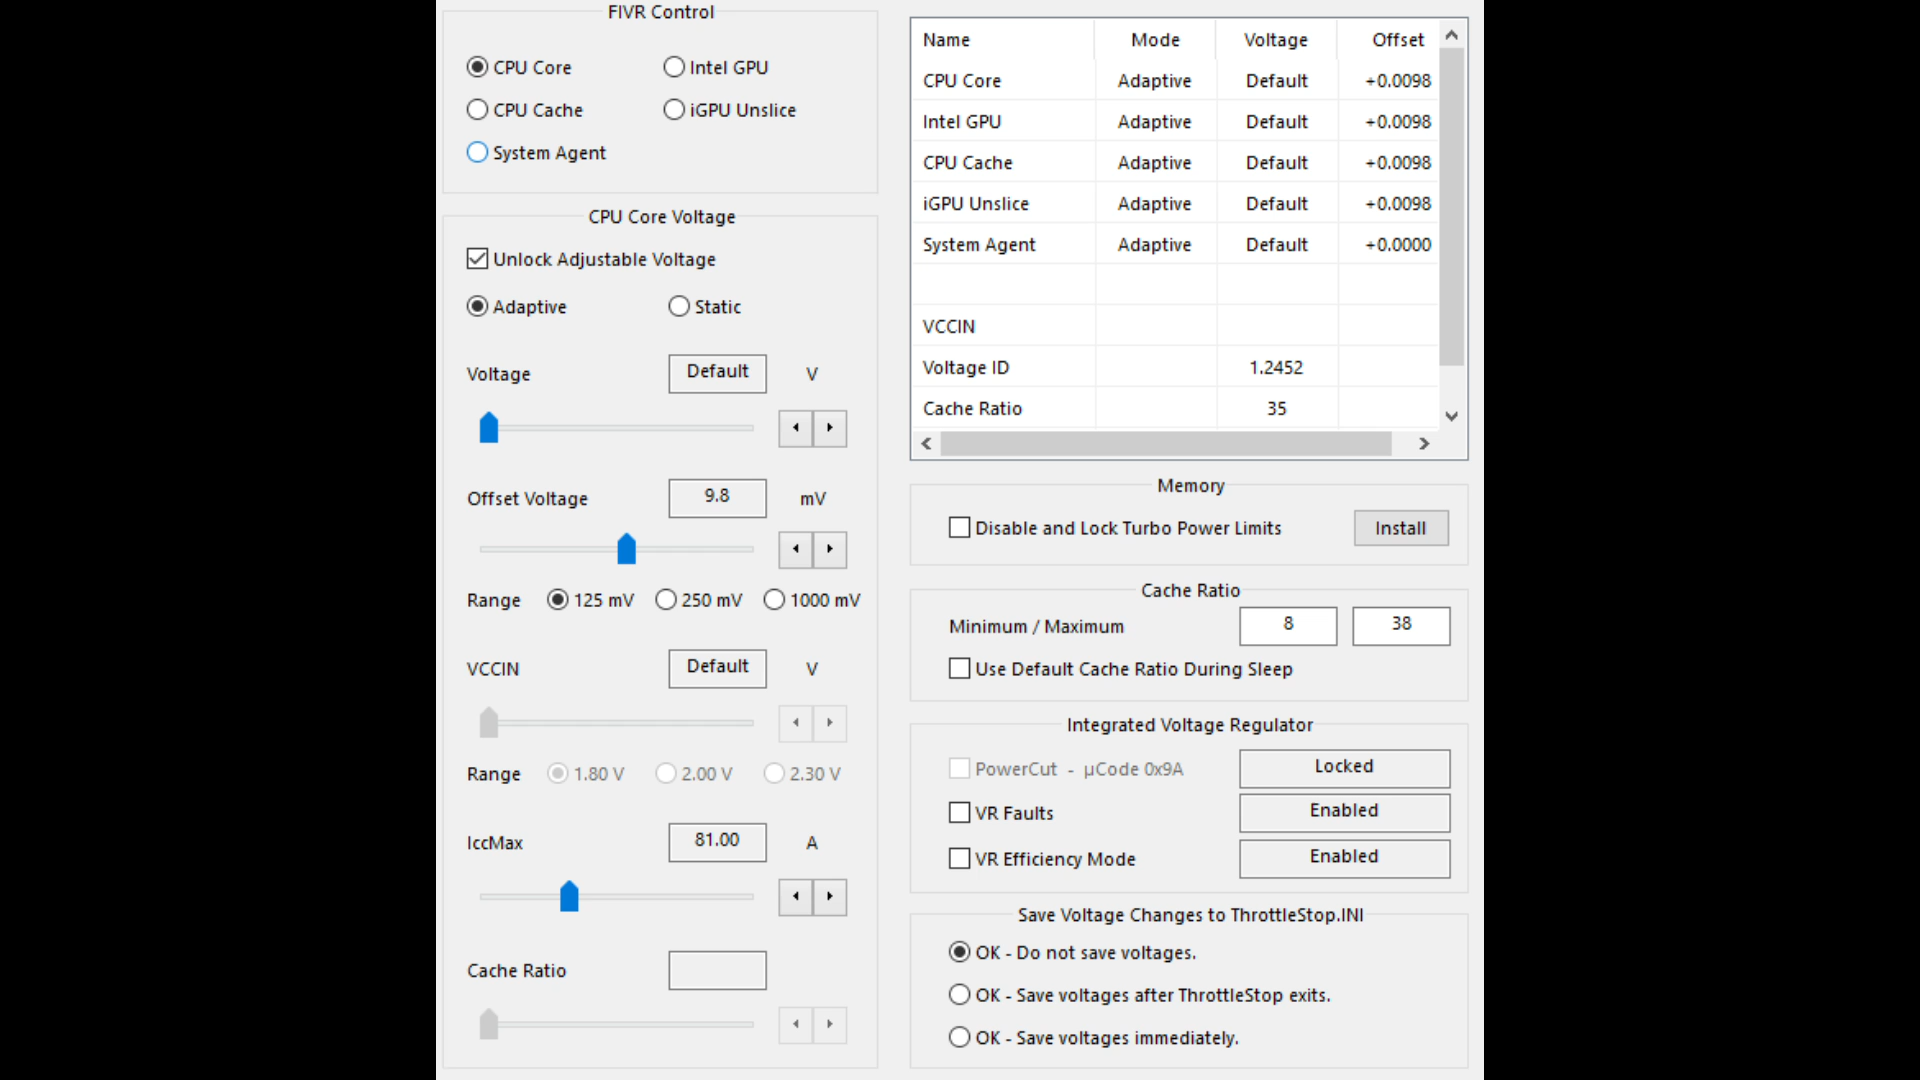 FIVR Control
CPU Core Intel GPU
CPU Cache iGPU Unslice
System Agent
CPU Core Voltage
Unlock Adjustable Voltage
Adaptive Static
Voltage Default V
Offset Voltage 9.8 mV
Range 125 mV 250 mV 1000 mV
VCCIN Default V
Range 1.80 V 2.00 V 2.30 V
IccMax 81.00 A
Cache Ratio
Name Mode Voltage Offset
CPU Core Adaptive Default +0.0098
Intel GPU Adaptive Default +0.0098
CPU Cache Adaptive Default +0.0098
iGPU Unslice Adaptive Default +0.0098
System Agent Adaptive Default +0.0000
VCCIN
Voltage ID 1.2452
Cache Ratio 35
Memory
Disable and Lock Turbo Power Limits Install
Cache Ratio
Minimum / Maximum 8 38
Use Default Cache Ratio During Sleep
Integrated Voltage Regulator
PowerCut - µCode 0x9A Locked
VR Faults Enabled
VR Efficiency Mode Enabled
Save Voltage Changes to ThrottleStop.INI
OK - Do not save voltages.
OK - Save voltages after ThrottleStop exits.
OK - Save voltages immediately.